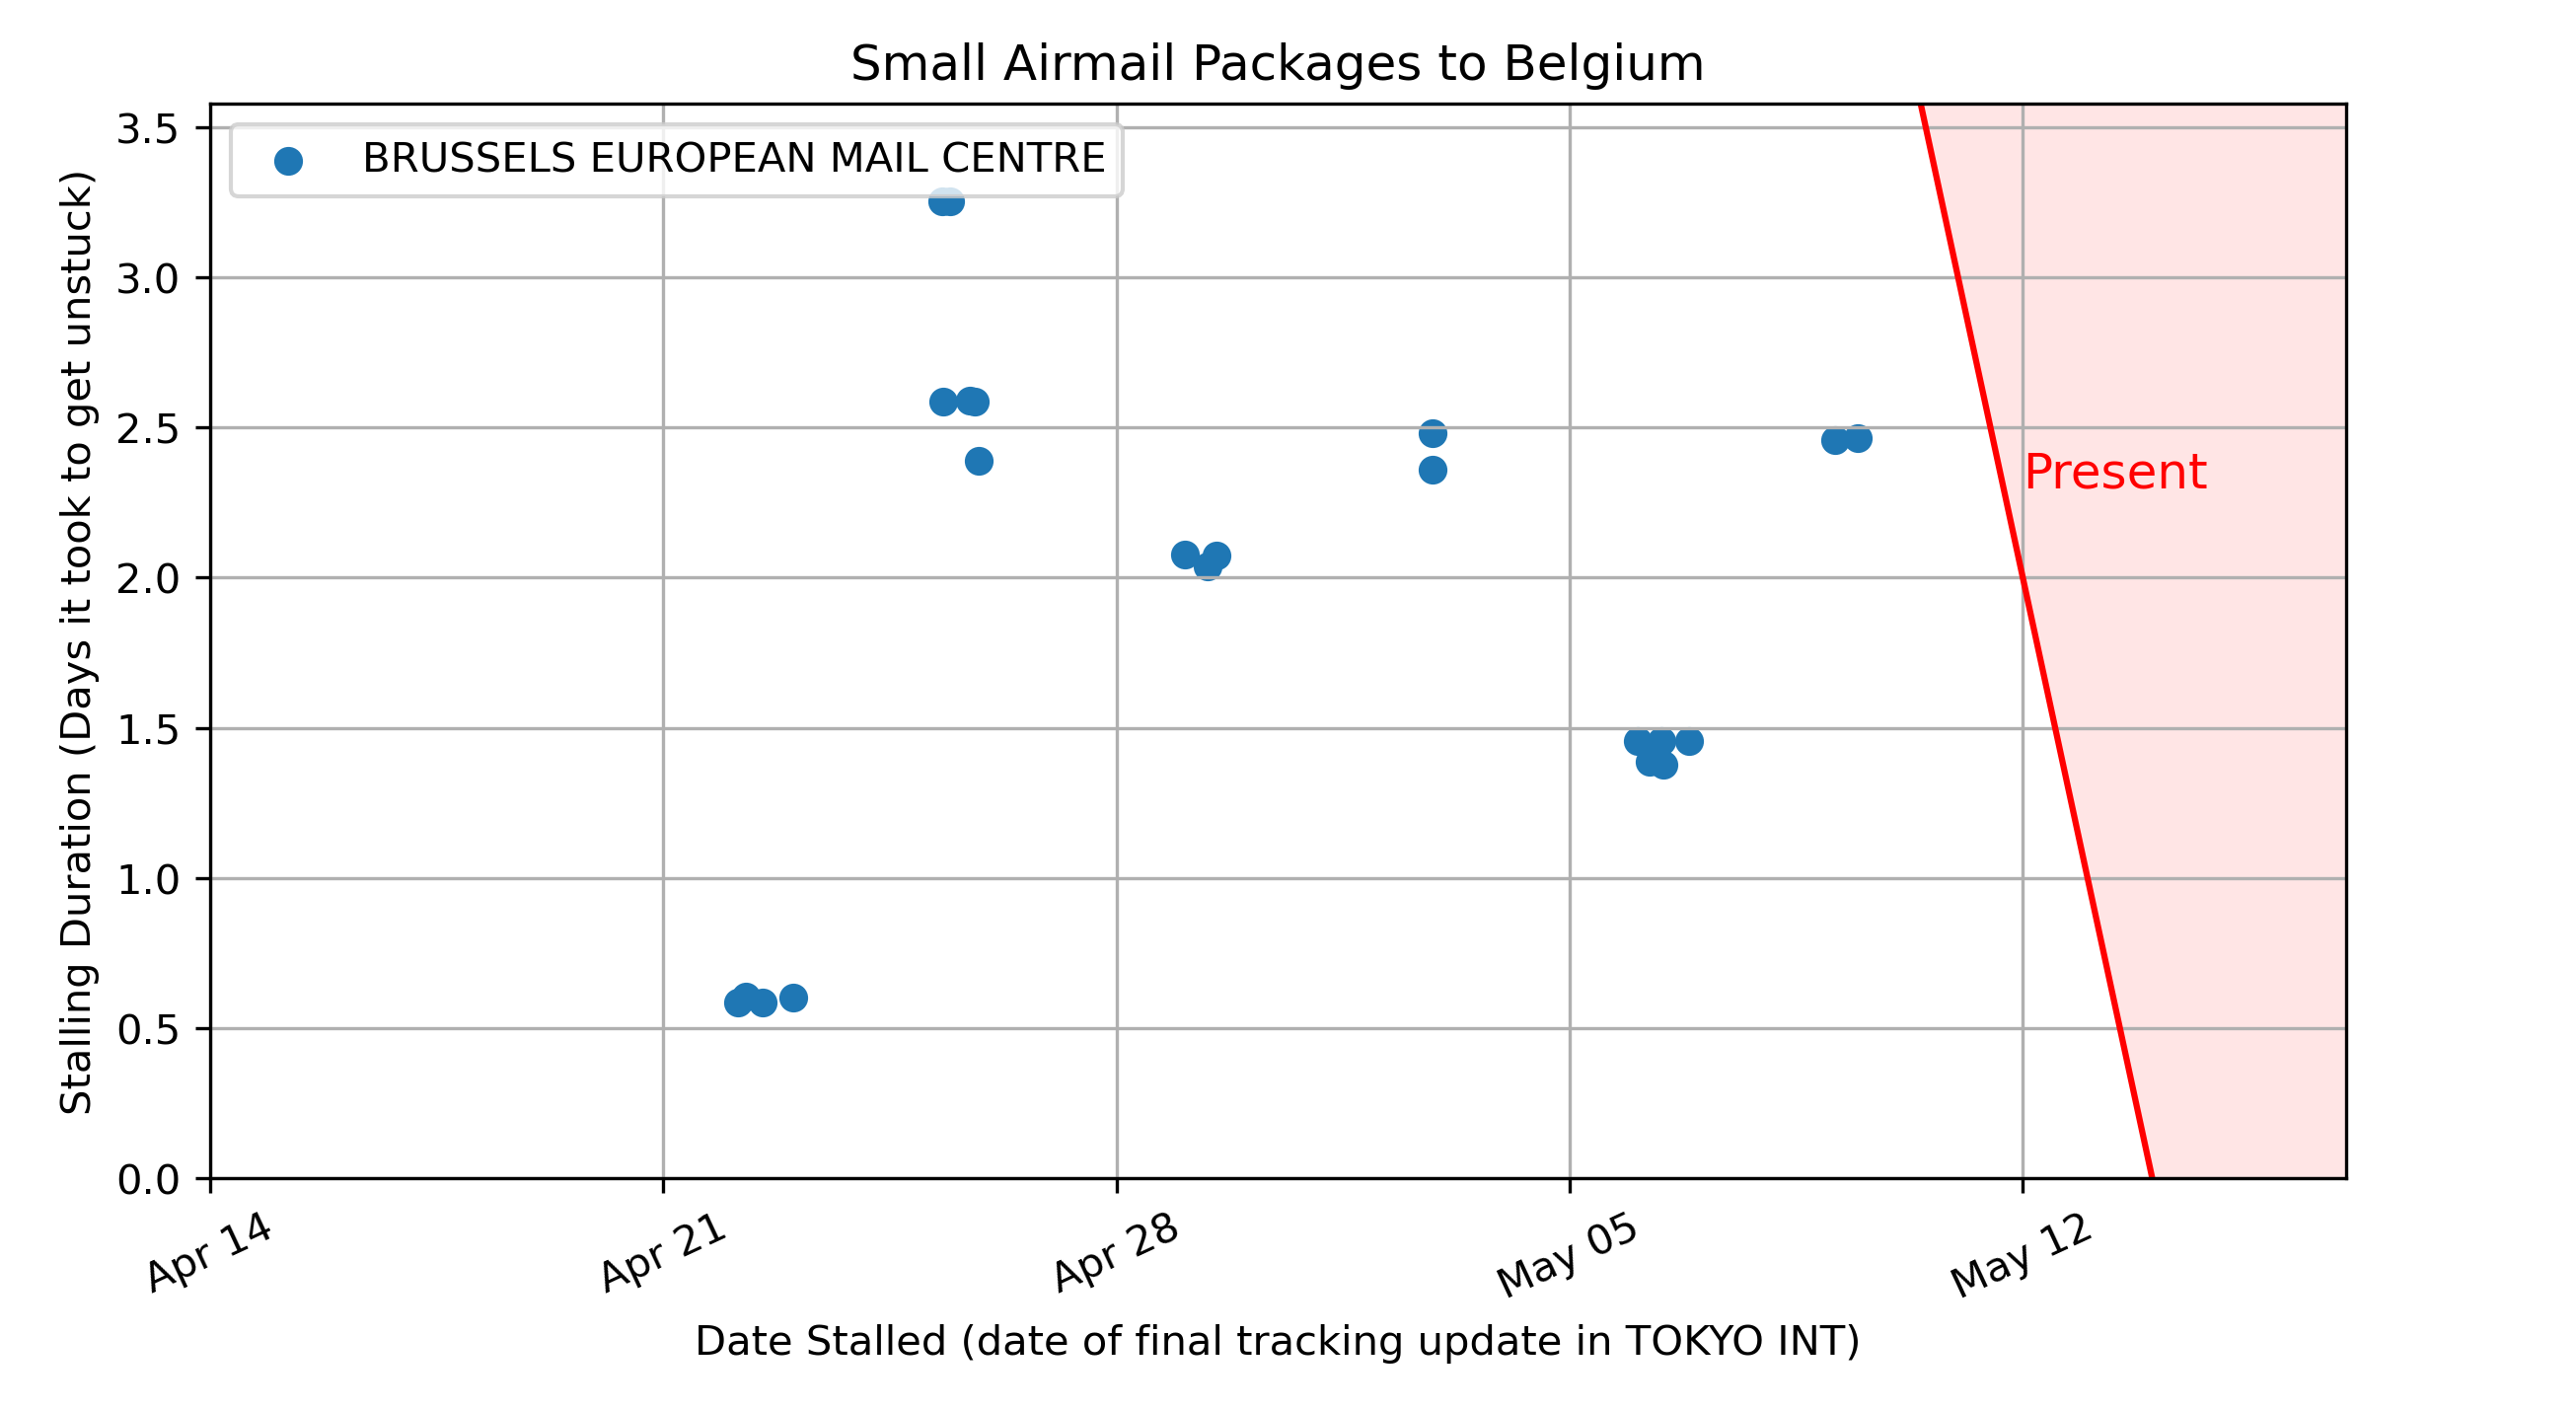 Small Airmail Packages to Belgium
BRUSSELS EUROPEAN MAIL CENTRE
Stalling Duration (Days it took to get unstuck)
3.5
3.0
2.5
2.0
1.5
1.0
0.5
0.0
Present
Apr 14
Apr 21
Apr 28
May 05
May 12
Date Stalled (date of final tracking update in TOKYO INT)